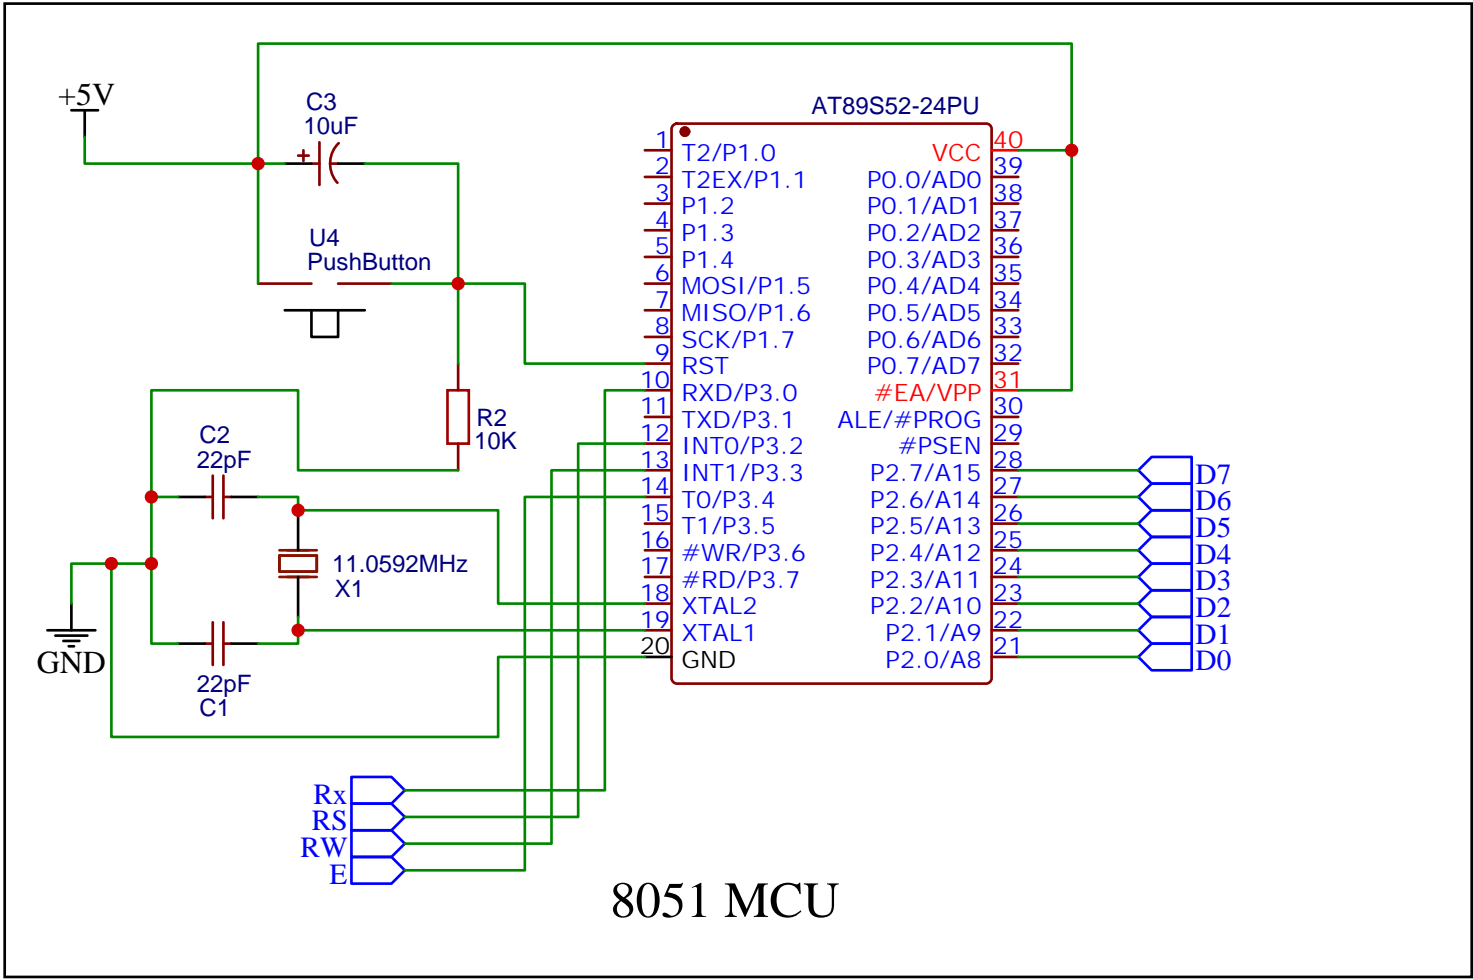 +5V
C3
10uF
+
U4
PushButton
R2
10K
C2
22pF
11.0592MHz
X1
22pF
C1
GND
AT89S52-24PU
1 T2/P1.0
2 T2EX/P1.1
3 P1.2
4 P1.3
5 P1.4
6 MOSI/P1.5
7 MISO/P1.6
8 SCK/P1.7
9 RST
10 RXD/P3.0
11 TXD/P3.1
12 INT0/P3.2
13 INT1/P3.3
14 T0/P3.4
15 T1/P3.5
16 #WR/P3.6
17 #RD/P3.7
18 XTAL2
19 XTAL1
20 GND
VCC 40
P0.0/AD0 39
P0.1/AD1 38
P0.2/AD2 37
P0.3/AD3 36
P0.4/AD4 35
P0.5/AD5 34
P0.6/AD6 33
P0.7/AD7 32
#EA/VPP 31
ALE/#PROG 30
#PSEN 29
P2.7/A15 28 D7
P2.6/A14 27 D6
P2.5/A13 26 D5
P2.4/A12 25 D4
P2.3/A11 24 D3
P2.2/A10 23 D2
P2.1/A9 22 D1
P2.0/A8 21 D0
Rx
RS
RW
E
8051 MCU